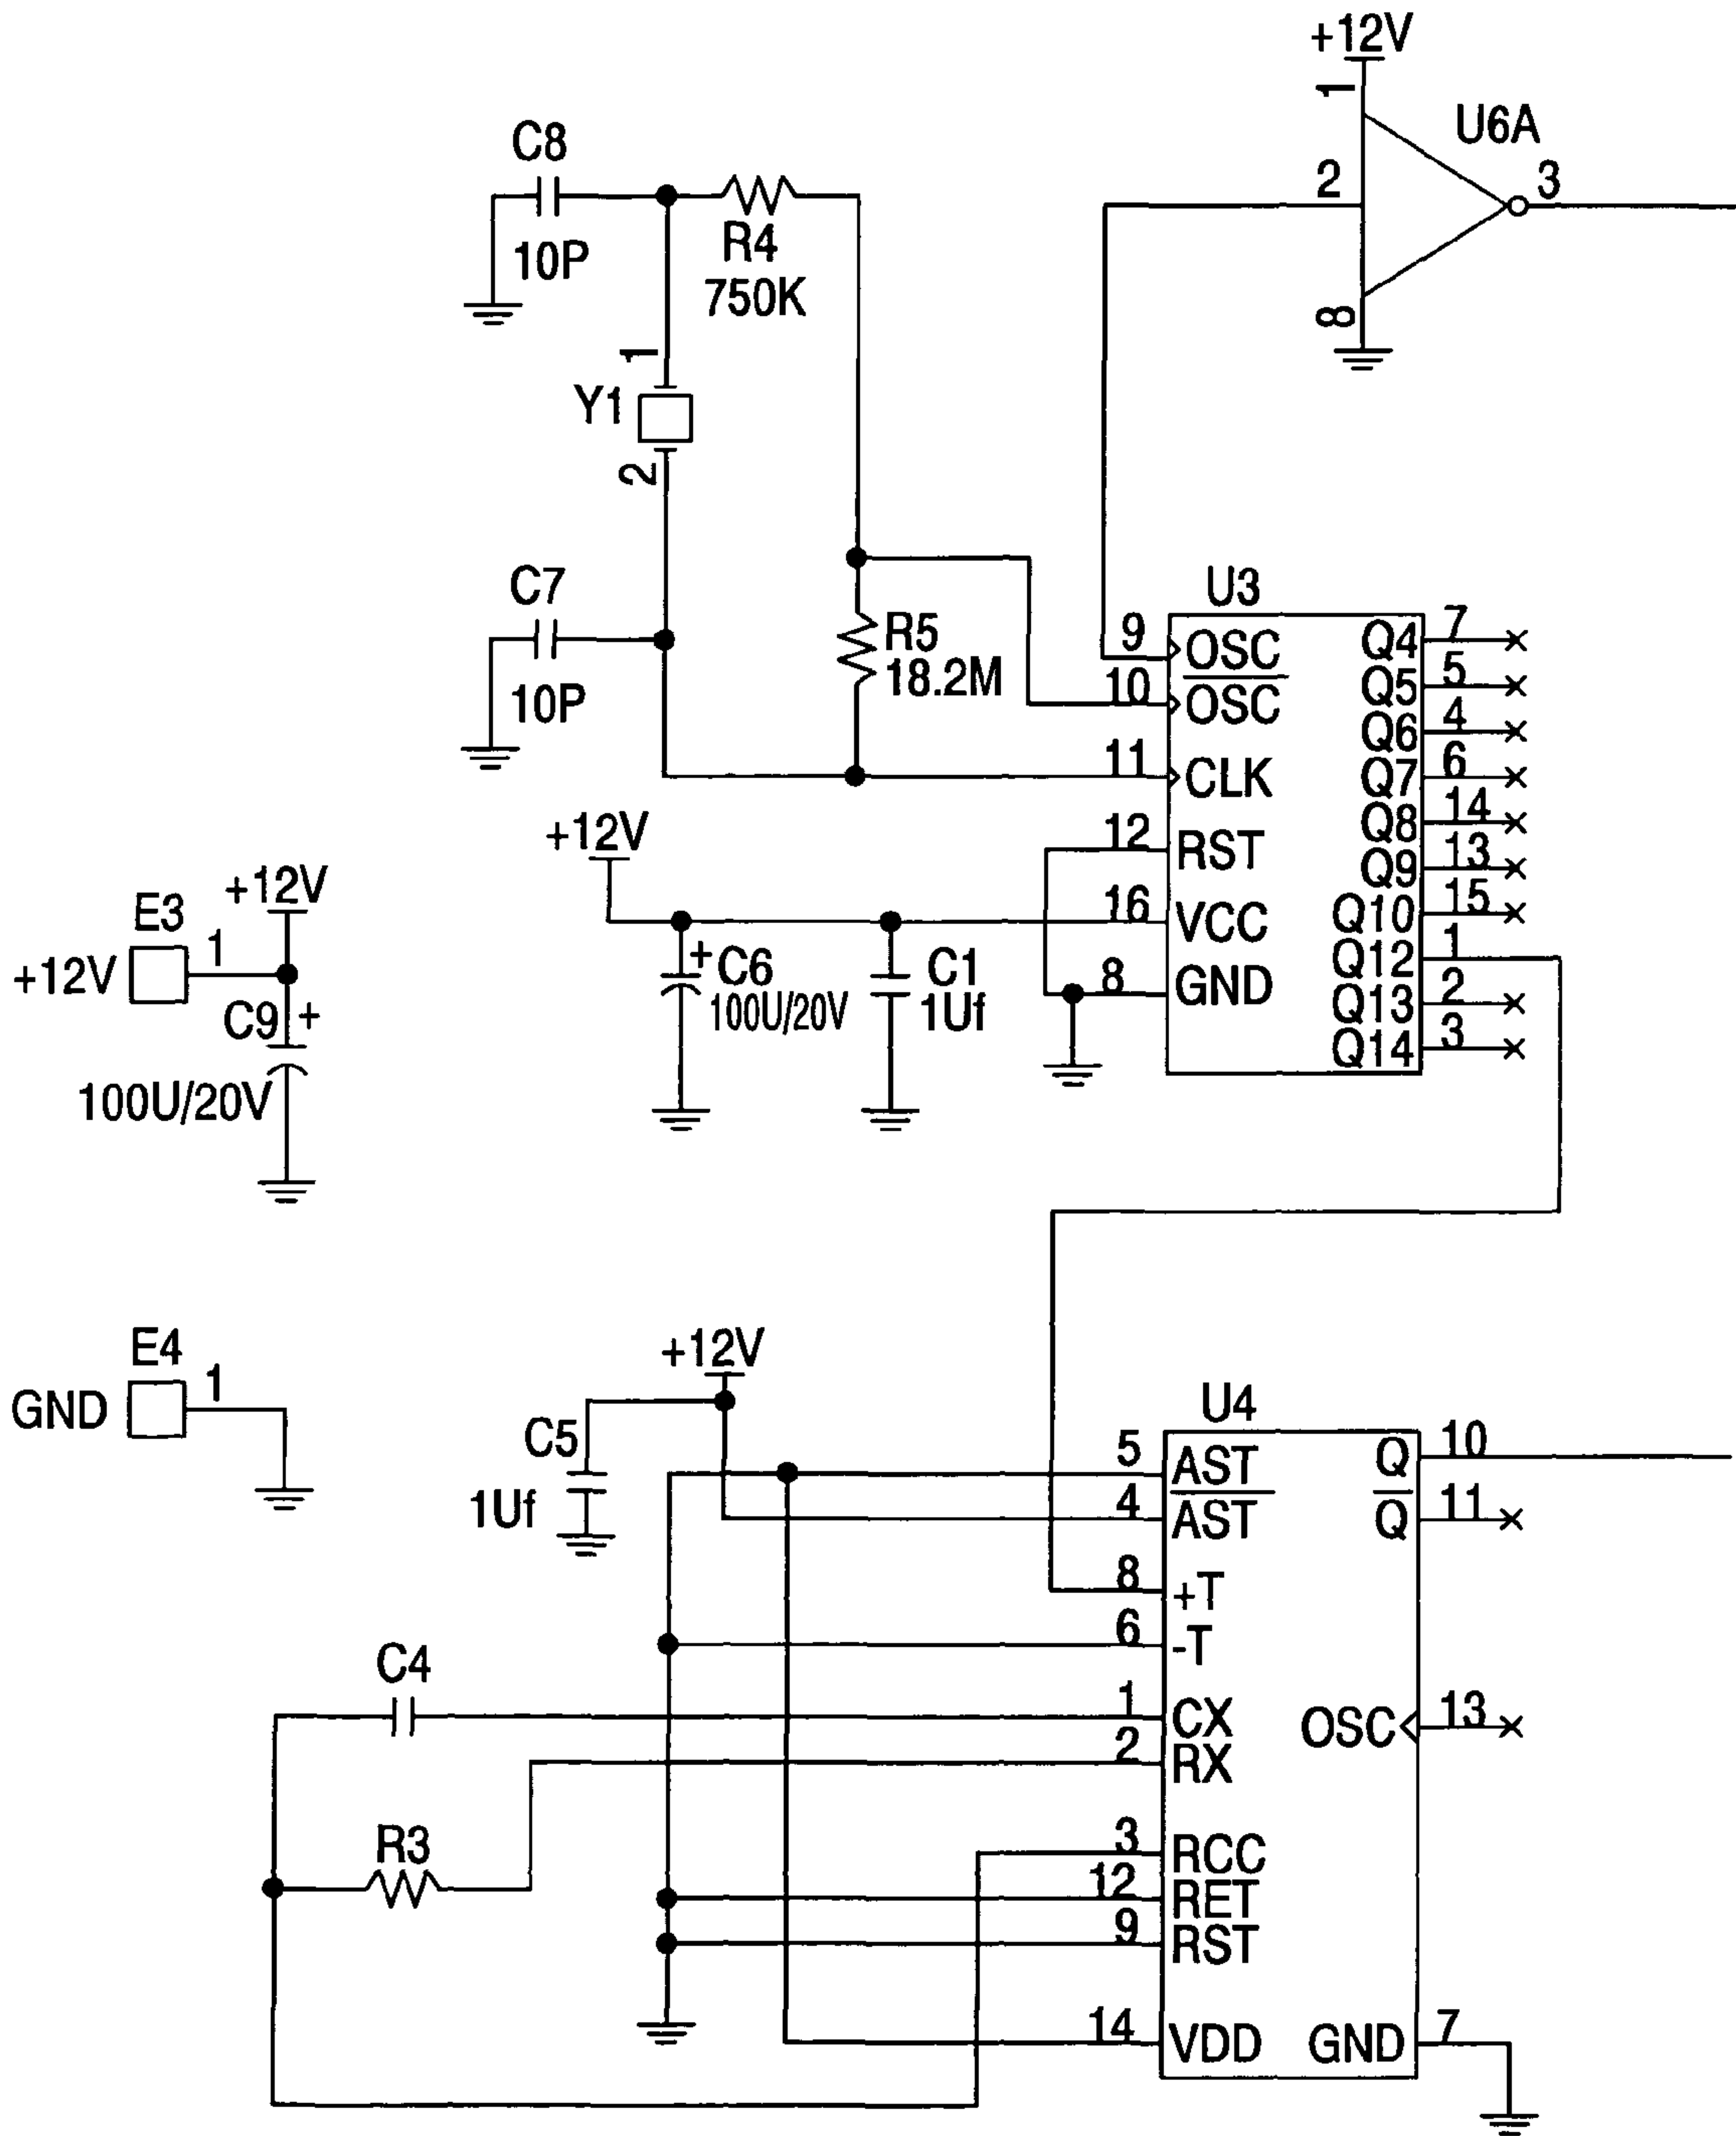 +12V
1
U6A
2
3
8
C8
10P
R4
750K
1
Y1
2
C7
10P
R5
18.2M
U3
9 OSC
10 OSC
11 CLK
12 RST
16 VCC
8 GND
Q4 7
Q5 5
Q6 4
Q7 6
Q8 14
Q9 13
Q10 15
Q12 1
Q13 2
Q14 3
+12V
+ C6
100U/20V
C1
1Uf
E3
+12V
1
+12V
C9 +
100U/20V
E4
GND
1
+12V
C5
1Uf
U4
5 AST
4 AST
8 +T
6 -T
1 CX
2 RX
3 RCC
12 RET
9 RST
14 VDD
Q 10
Q 11
OSC 13
GND 7
C4
R3